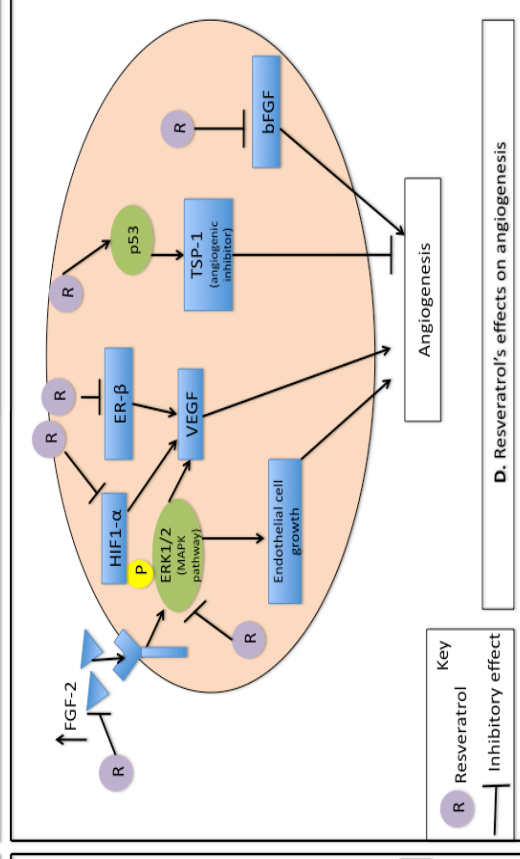 FGF-2
R
R
R
R
R
R
R
HIF1-α
ER-β
P
ERK1/2
(MAPK
pathway)
VEGF
p53
TSP-1
(angiogenic
inhibitor)
bFGF
Endothelial cell
growth
Angiogenesis
Key
R Resveratrol
Inhibitory effect
D. Resveratrol's effects on angiogenesis